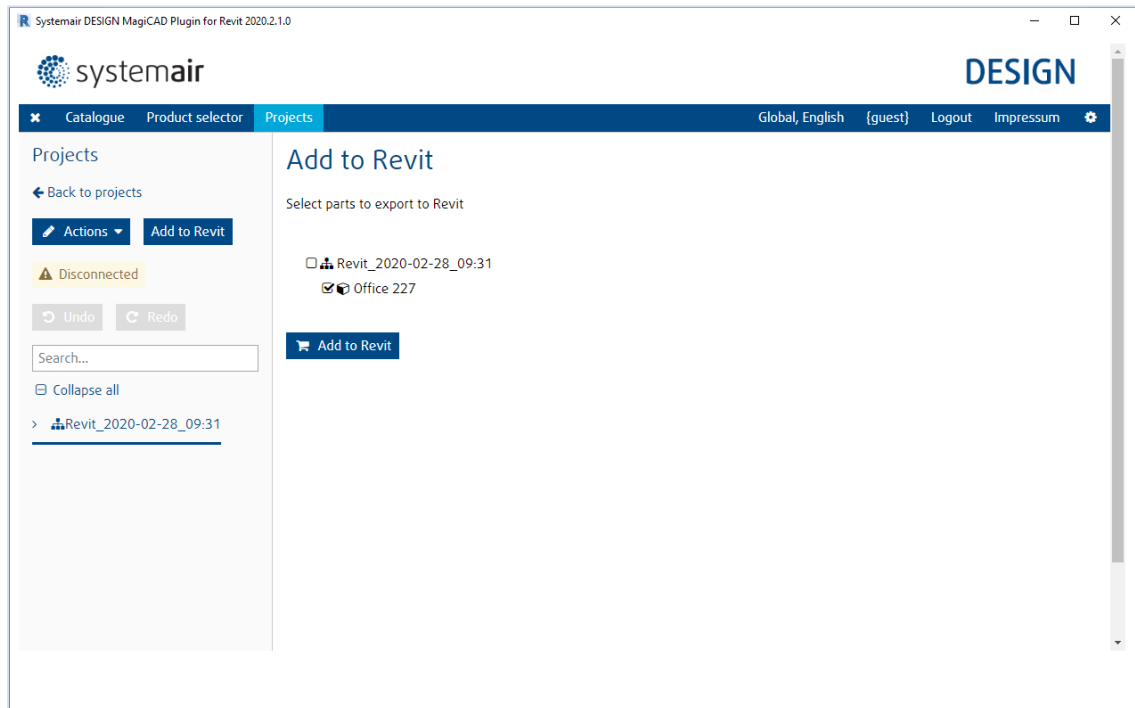 Systemair DESIGN MagiCAD Plugin for Revit 2020.2.1.0
systemair
DESIGN
Catalogue Product selector Projects Global, English {guest} Logout Impressum
Projects
Back to projects
Actions Add to Revit
Disconnected
Undo Redo
Search...
Collapse all
Revit_2020-02-28_09:31
Add to Revit
Select parts to export to Revit
Revit_2020-02-28_09:31
Office 227
Add to Revit